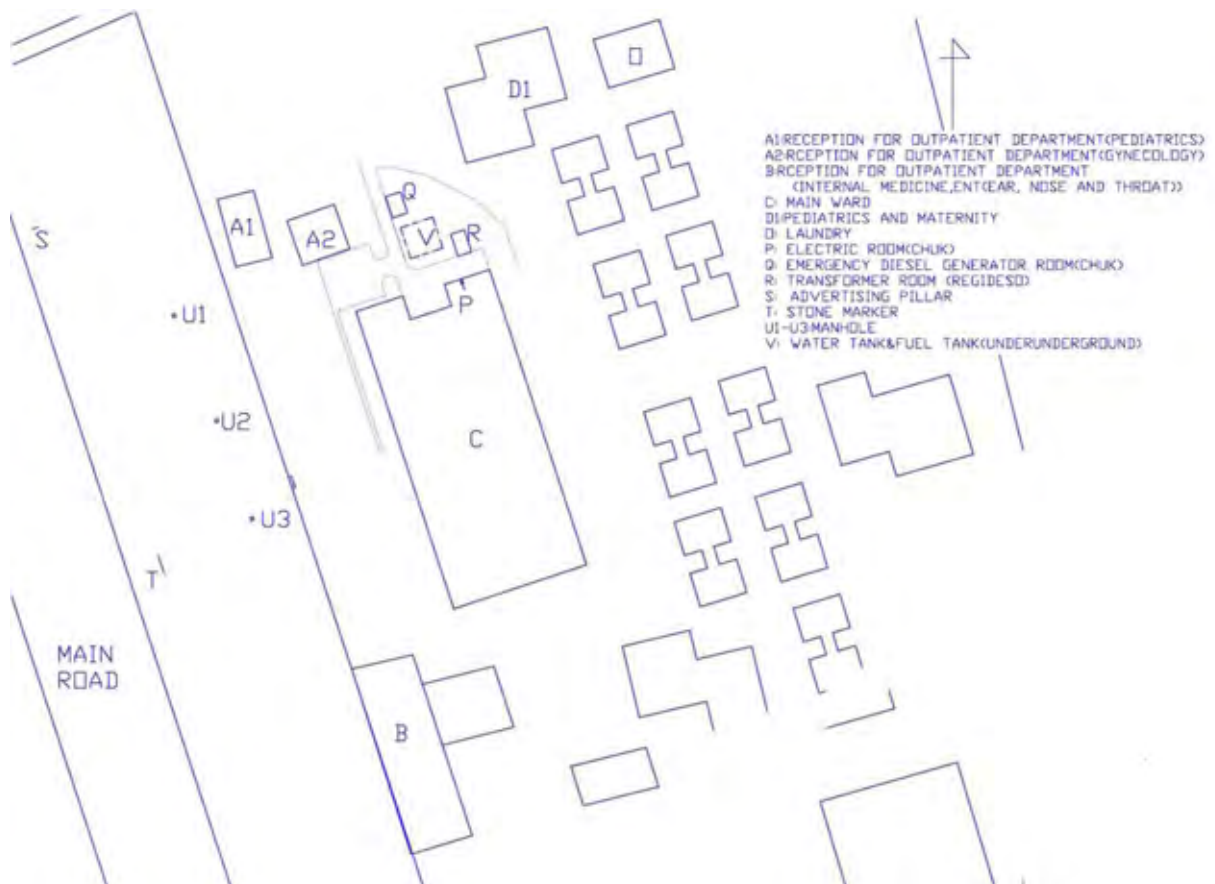 D1
O
A1:RECEPTION FOR OUTPATIENT DEPARTMENT(PEDIATRICS)
A2:RCEPTION FOR OUTPATIENT DEPARTMENT(GYNECOLOGY)
B:RCEPTION FOR OUTPATIENT DEPARTMENT
(INTERNAL MEDICINE,ENT(EAR, NOSE AND THROAT))
C: MAIN WARD
D1:PEDIATRICS AND MATERNITY
O: LAUNDRY
P: ELECTRIC ROOM(CHUK)
Q: EMERGENCY DIESEL GENERATOR ROOM(CHUK)
R: TRANSFORMER ROOM (REGIDESO)
S: ADVERTISING PILLAR
T: STONE MARKER
U1-U3:MANHOLE
V: WATER TANK&FUEL TANK(UNDERUNDERGROUND)
Q
A1
A2
V
R
S
P
U1
U2
C
U3
T
MAIN
ROAD
B